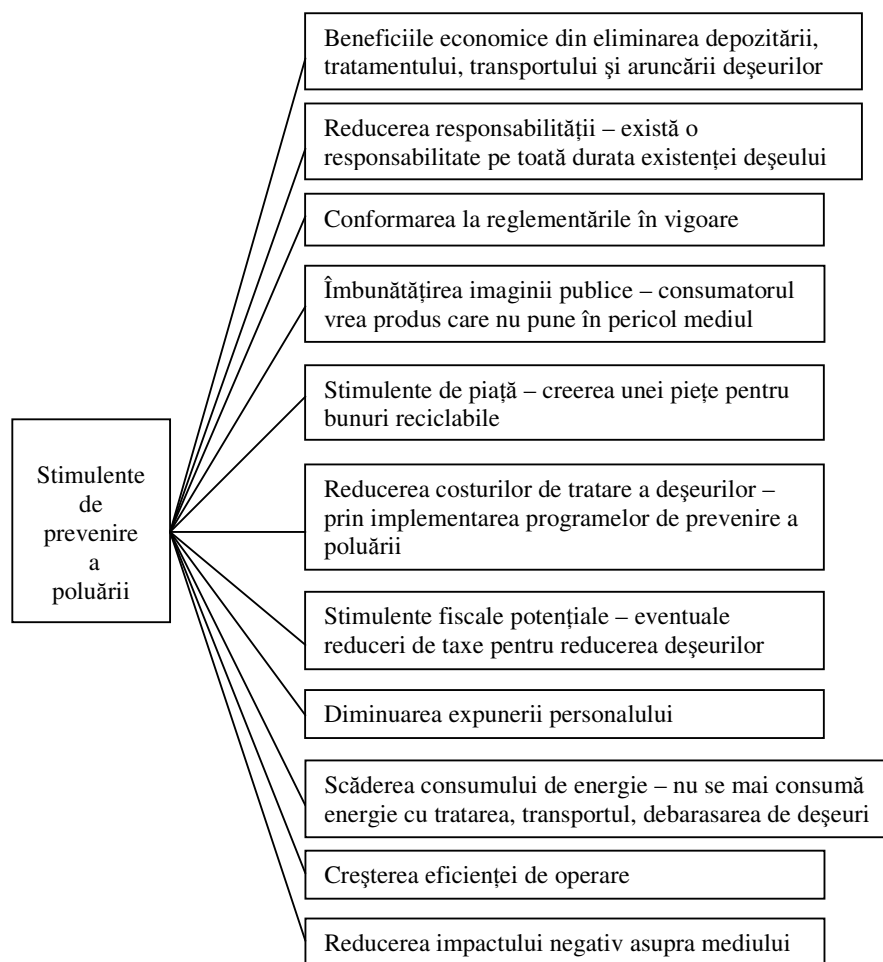 Beneficiile economice din eliminarea depozitării,
tratamentului, transportului şi aruncării deşeurilor
Reducerea responsabilității – există o
responsabilitate pe toată durata existenței deşeului
Conformarea la reglementările în vigoare
Îmbunătățirea imaginii publice – consumatorul
vrea produs care nu pune în pericol mediul
Stimulente de piață – creerea unei piețe pentru
bunuri reciclabile
Stimulente
de
prevenire
a
poluării
Reducerea costurilor de tratare a deşeurilor –
prin implementarea programelor de prevenire a
poluării
Stimulente fiscale potențiale – eventuale
reduceri de taxe pentru reducerea deşeurilor
Diminuarea expunerii personalului
Scăderea consumului de energie – nu se mai consumă
energie cu tratarea, transportul, debarasarea de deşeuri
Creşterea eficienței de operare
Reducerea impactului negativ asupra mediului